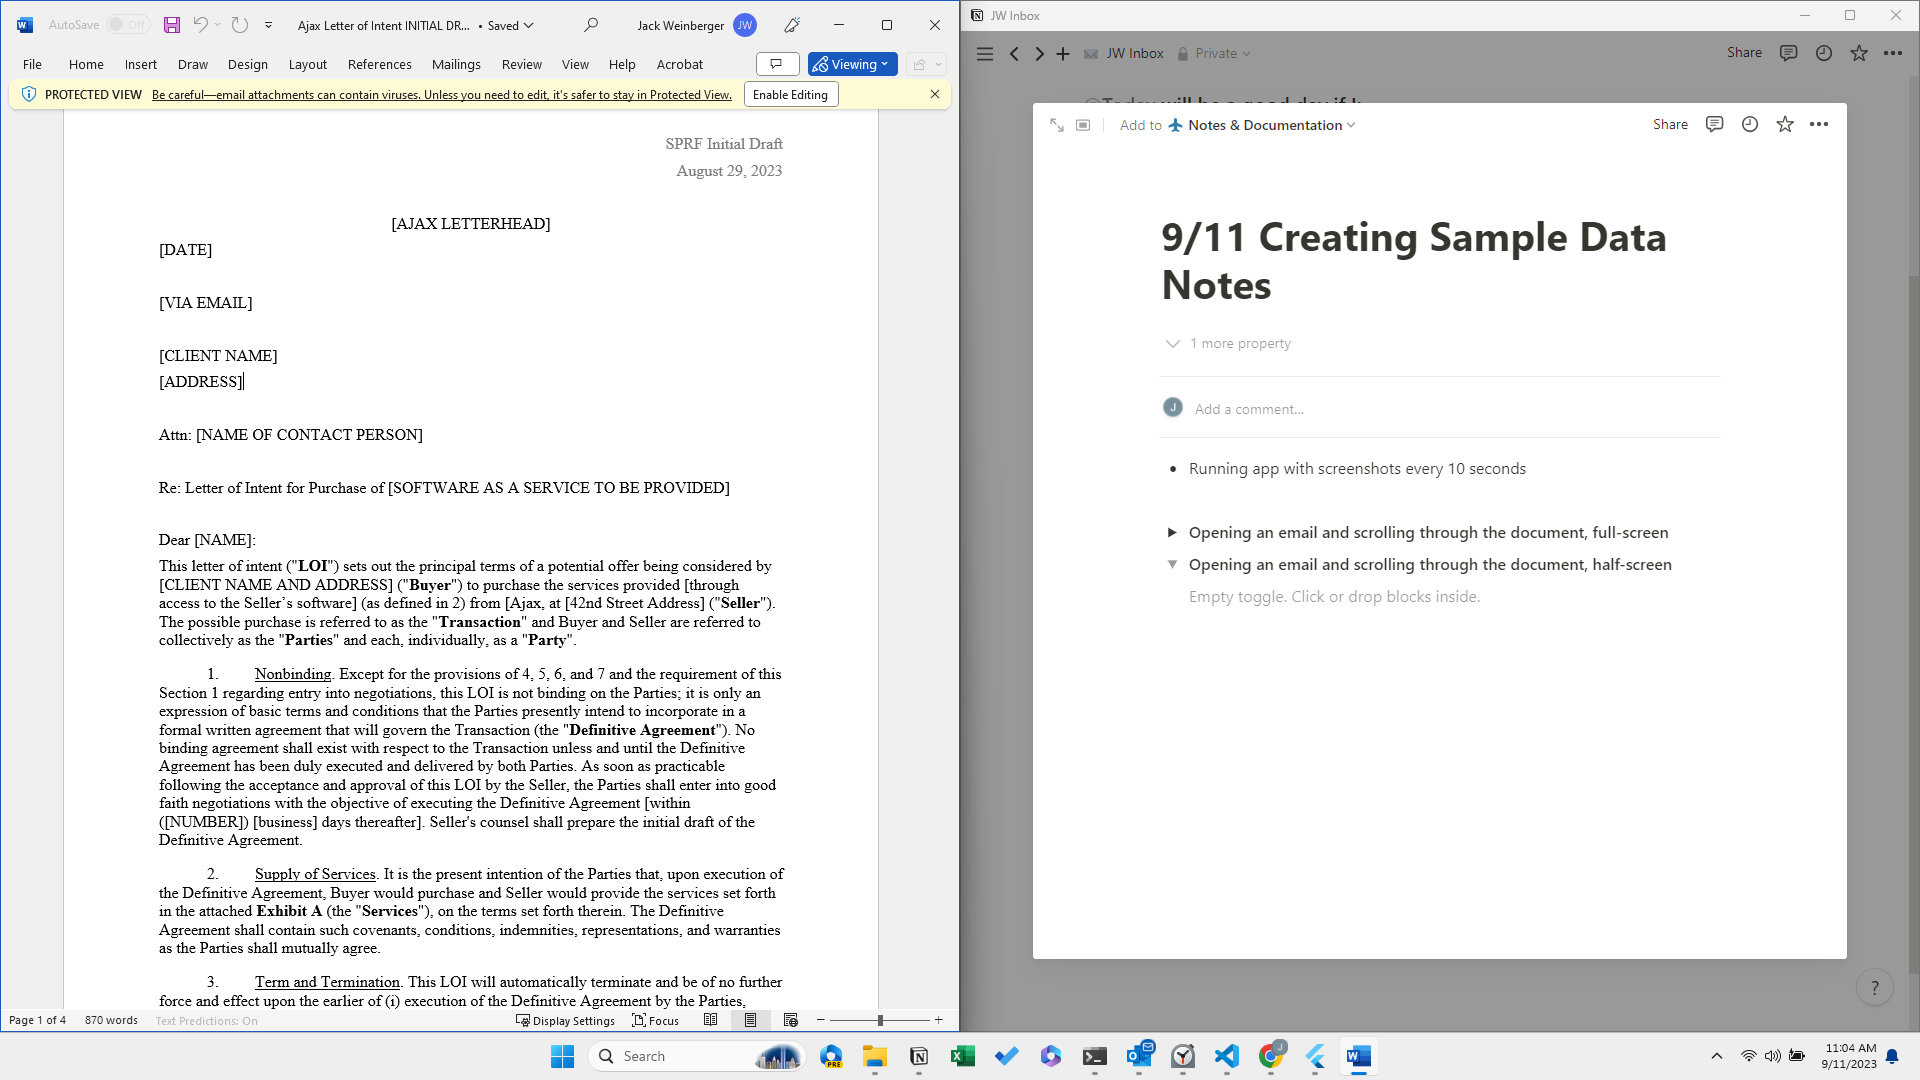 AutoSave Off Ajax Letter of Intent INITIAL DR... • Saved Jack Weinberger JW
File Home Insert Draw Design Layout References Mailings Review View Help Acrobat Viewing
PROTECTED VIEW Be careful—email attachments can contain viruses. Unless you need to edit, it's safer to stay in Protected View. Enable Editing
SPRF Initial Draft
August 29, 2023
[AJAX LETTERHEAD]
[DATE]
[VIA EMAIL]
[CLIENT NAME]
[ADDRESS]
Attn: [NAME OF CONTACT PERSON]
Re: Letter of Intent for Purchase of [SOFTWARE AS A SERVICE TO BE PROVIDED]
Dear [NAME]:
This letter of intent ("LOI") sets out the principal terms of a potential offer being considered by
[CLIENT NAME AND ADDRESS] ("Buyer") to purchase the services provided [through
access to the Seller’s software] (as defined in 2) from [Ajax, at [42nd Street Address] ("Seller").
The possible purchase is referred to as the "Transaction" and Buyer and Seller are referred to
collectively as the "Parties" and each, individually, as a "Party".
1. Nonbinding. Except for the provisions of 4, 5, 6, and 7 and the requirement of this
Section 1 regarding entry into negotiations, this LOI is not binding on the Parties; it is only an
expression of basic terms and conditions that the Parties presently intend to incorporate in a
formal written agreement that will govern the Transaction (the "Definitive Agreement"). No
binding agreement shall exist with respect to the Transaction unless and until the Definitive
Agreement has been duly executed and delivered by both Parties. As soon as practicable
following the acceptance and approval of this LOI by the Seller, the Parties shall enter into good
faith negotiations with the objective of executing the Definitive Agreement [within
([NUMBER]) [business] days thereafter]. Seller's counsel shall prepare the initial draft of the
Definitive Agreement.
2. Supply of Services. It is the present intention of the Parties that, upon execution of
the Definitive Agreement, Buyer would purchase and Seller would provide the services set forth
in the attached Exhibit A (the "Services"), on the terms set forth therein. The Definitive
Agreement shall contain such covenants, conditions, indemnities, representations, and warranties
as the Parties shall mutually agree.
3. Term and Termination. This LOI will automatically terminate and be of no further
force and effect upon the earlier of (i) execution of the Definitive Agreement by the Parties,
Page 1 of 4 870 words Text Predictions: On Display Settings Focus
JW Inbox
JW Inbox Private Share
@Today will be a good day if I:
Add to Notes & Documentation Share
9/11 Creating Sample Data
Notes
1 more property
J Add a comment...
• Running app with screenshots every 10 seconds
Opening an email and scrolling through the document, full-screen
Opening an email and scrolling through the document, half-screen
Empty toggle. Click or drop blocks inside.
?
Search PRE J 11:04 AM
9/11/2023